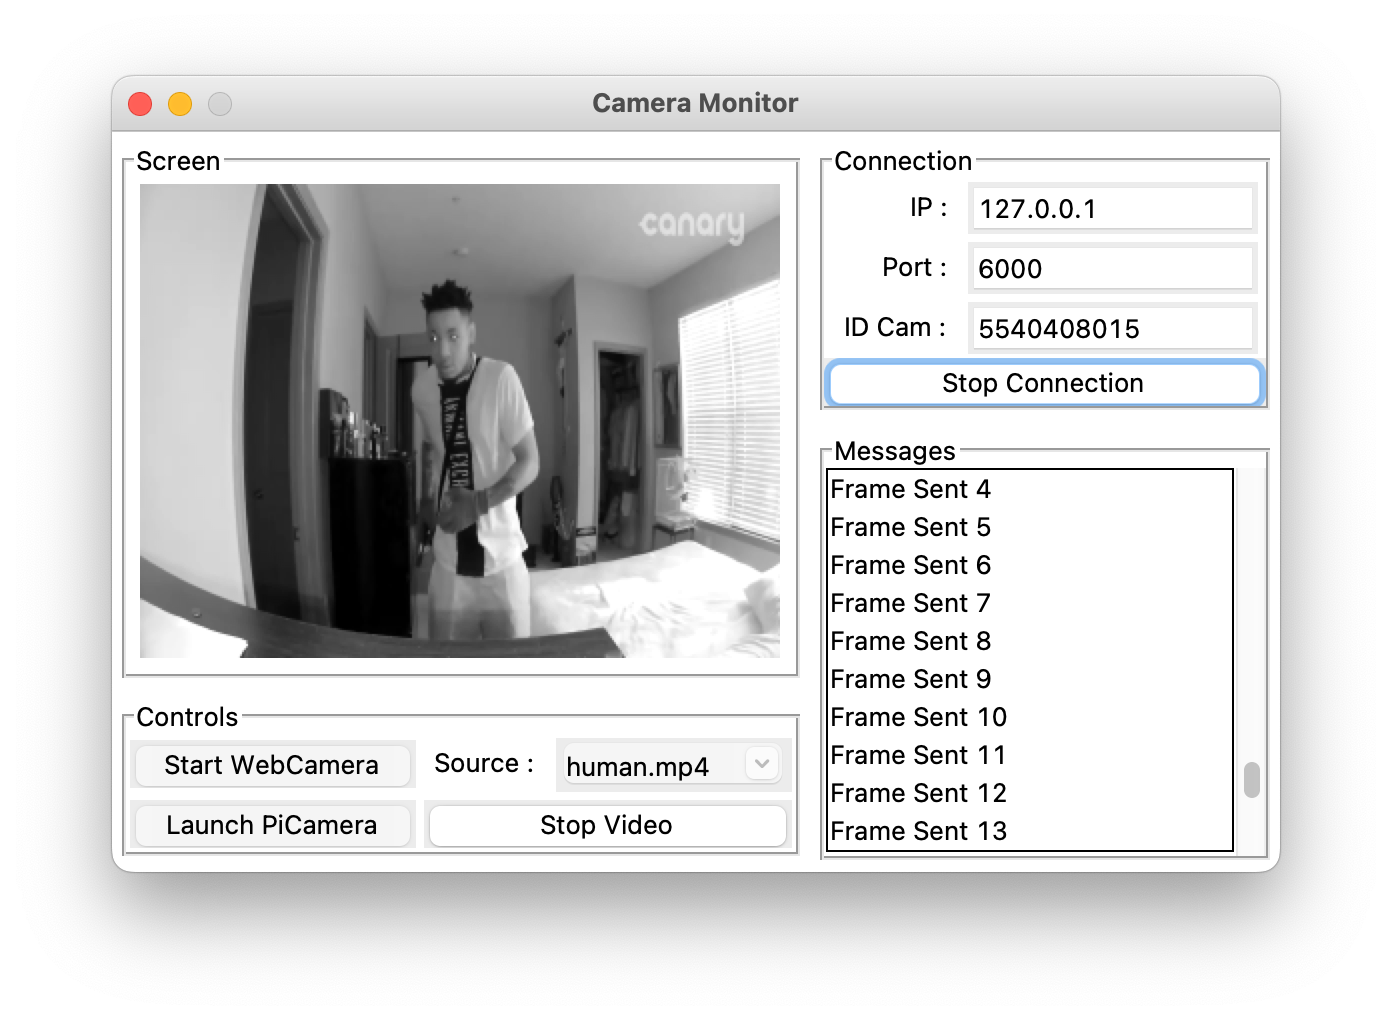 Camera Monitor
Screen
canary
Connection
IP :
127.0.0.1
Port :
6000
ID Cam :
5540408015
Stop Connection
Messages
Frame Sent 4
Frame Sent 5
Frame Sent 6
Frame Sent 7
Frame Sent 8
Frame Sent 9
Frame Sent 10
Frame Sent 11
Frame Sent 12
Frame Sent 13
Controls
Start WebCamera
Source :
human.mp4
Launch PiCamera
Stop Video